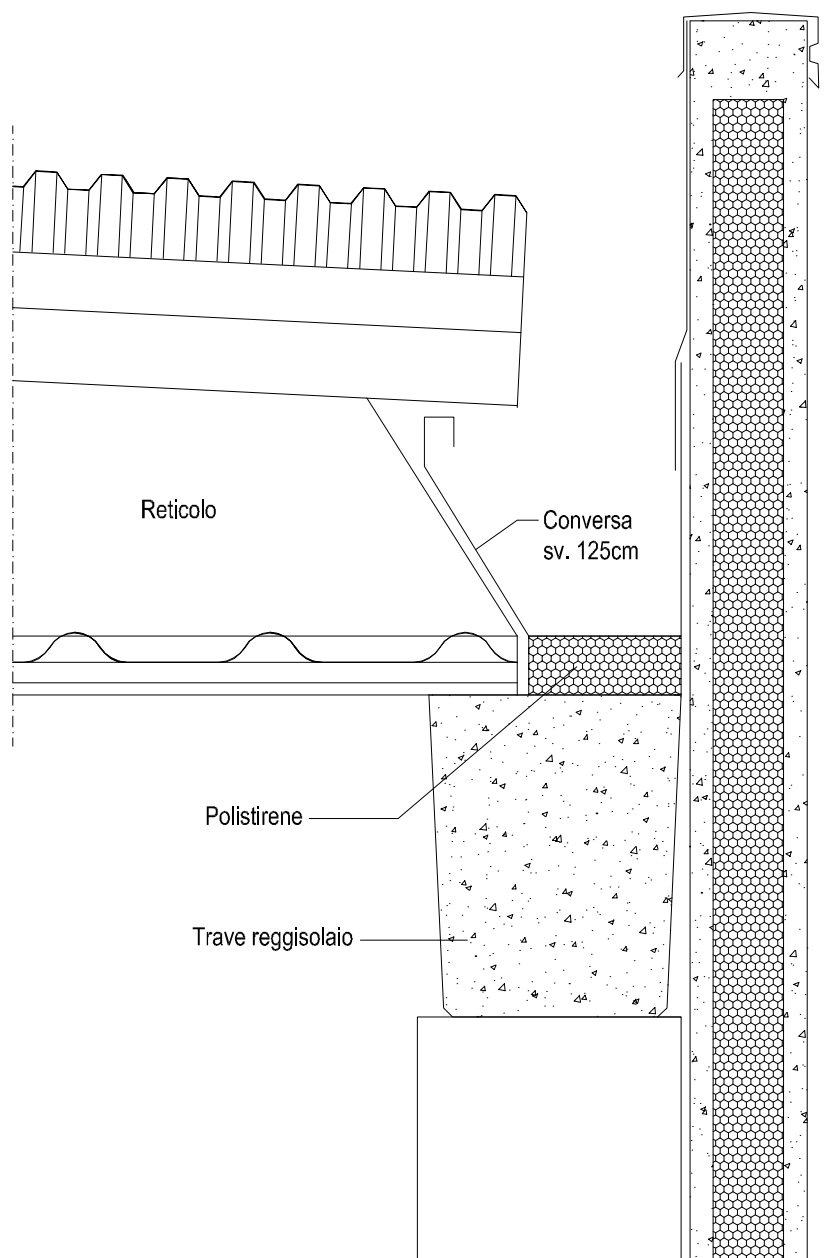 Reticolo
Conversa
sv. 125cm
Polistirene
Trave reggisolaio